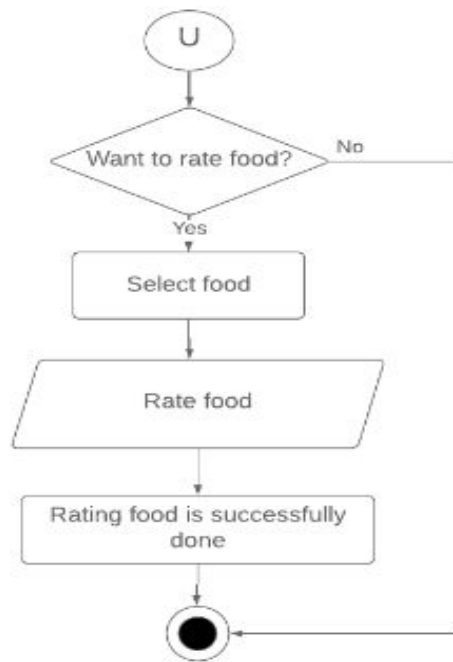 U
Want to rate food?
No
Yes
Select food
Rate food
Rating food is successfully
done